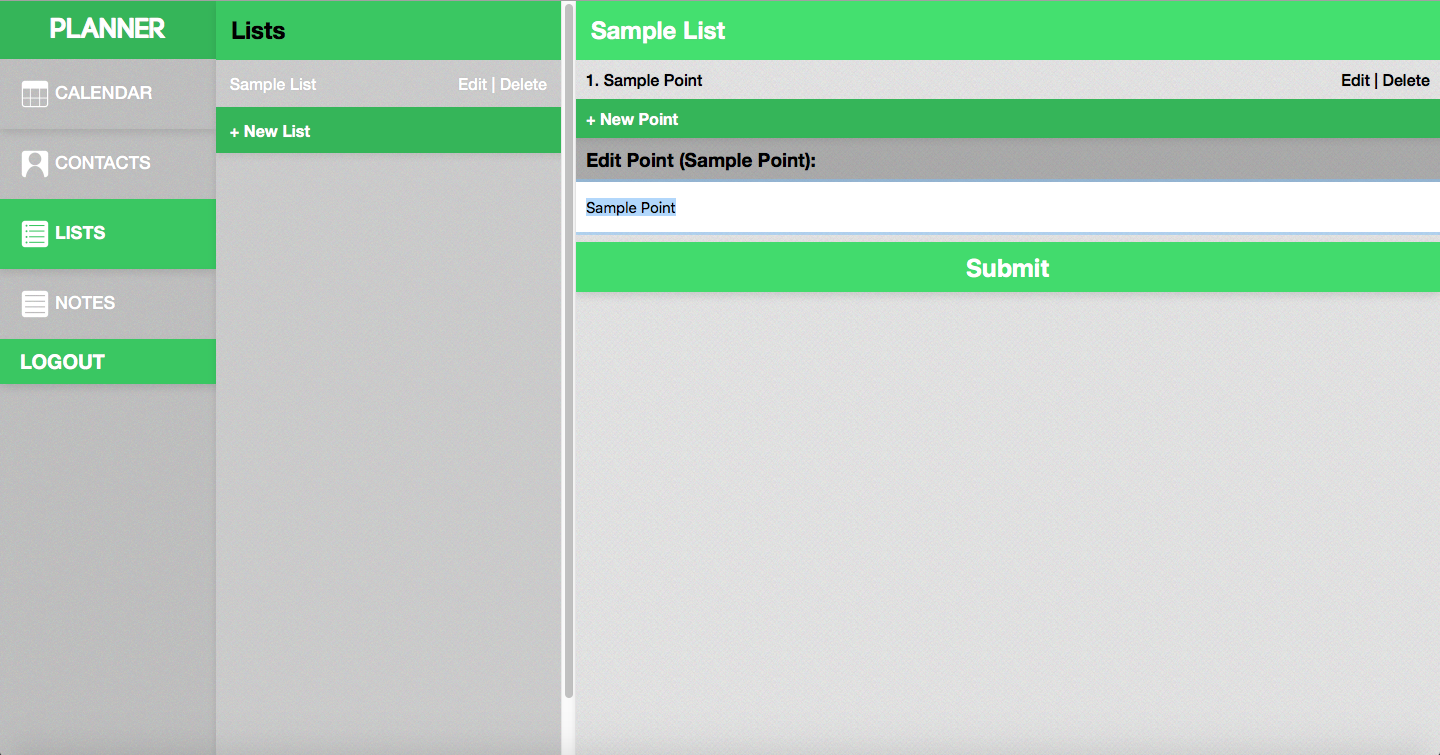 PLANNER
CALENDAR
CONTACTS
LISTS
NOTES
LOGOUT
Lists
Sample List Edit | Delete
+ New List
Sample List
1. Sample Point Edit | Delete
+ New Point
Edit Point (Sample Point):
Sample Point
Submit